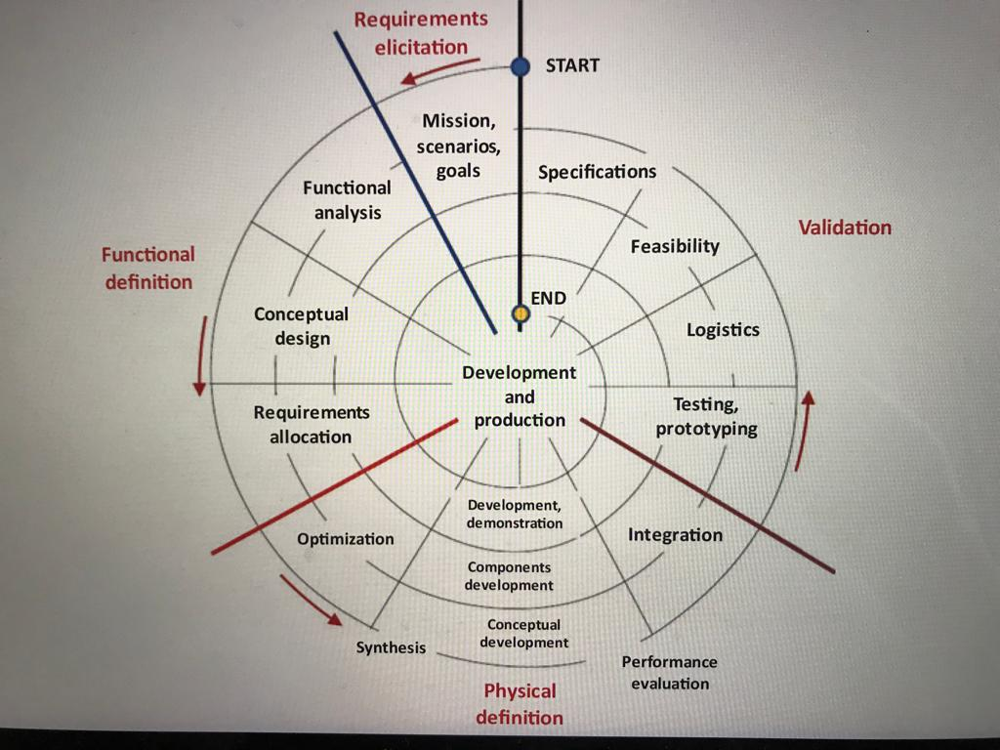 Requirements
elicitation
START
Mission,
scenarios,
goals
Specifications
Functional
analysis
Validation
Feasibility
Functional
definition
END
Conceptual
design
Logistics
Development
and
production
Requirements
allocation
Testing,
prototyping
Development,
demonstration
Optimization
Integration
Components
development
Conceptual
development
Synthesis
Performance
evaluation
Physical
definition